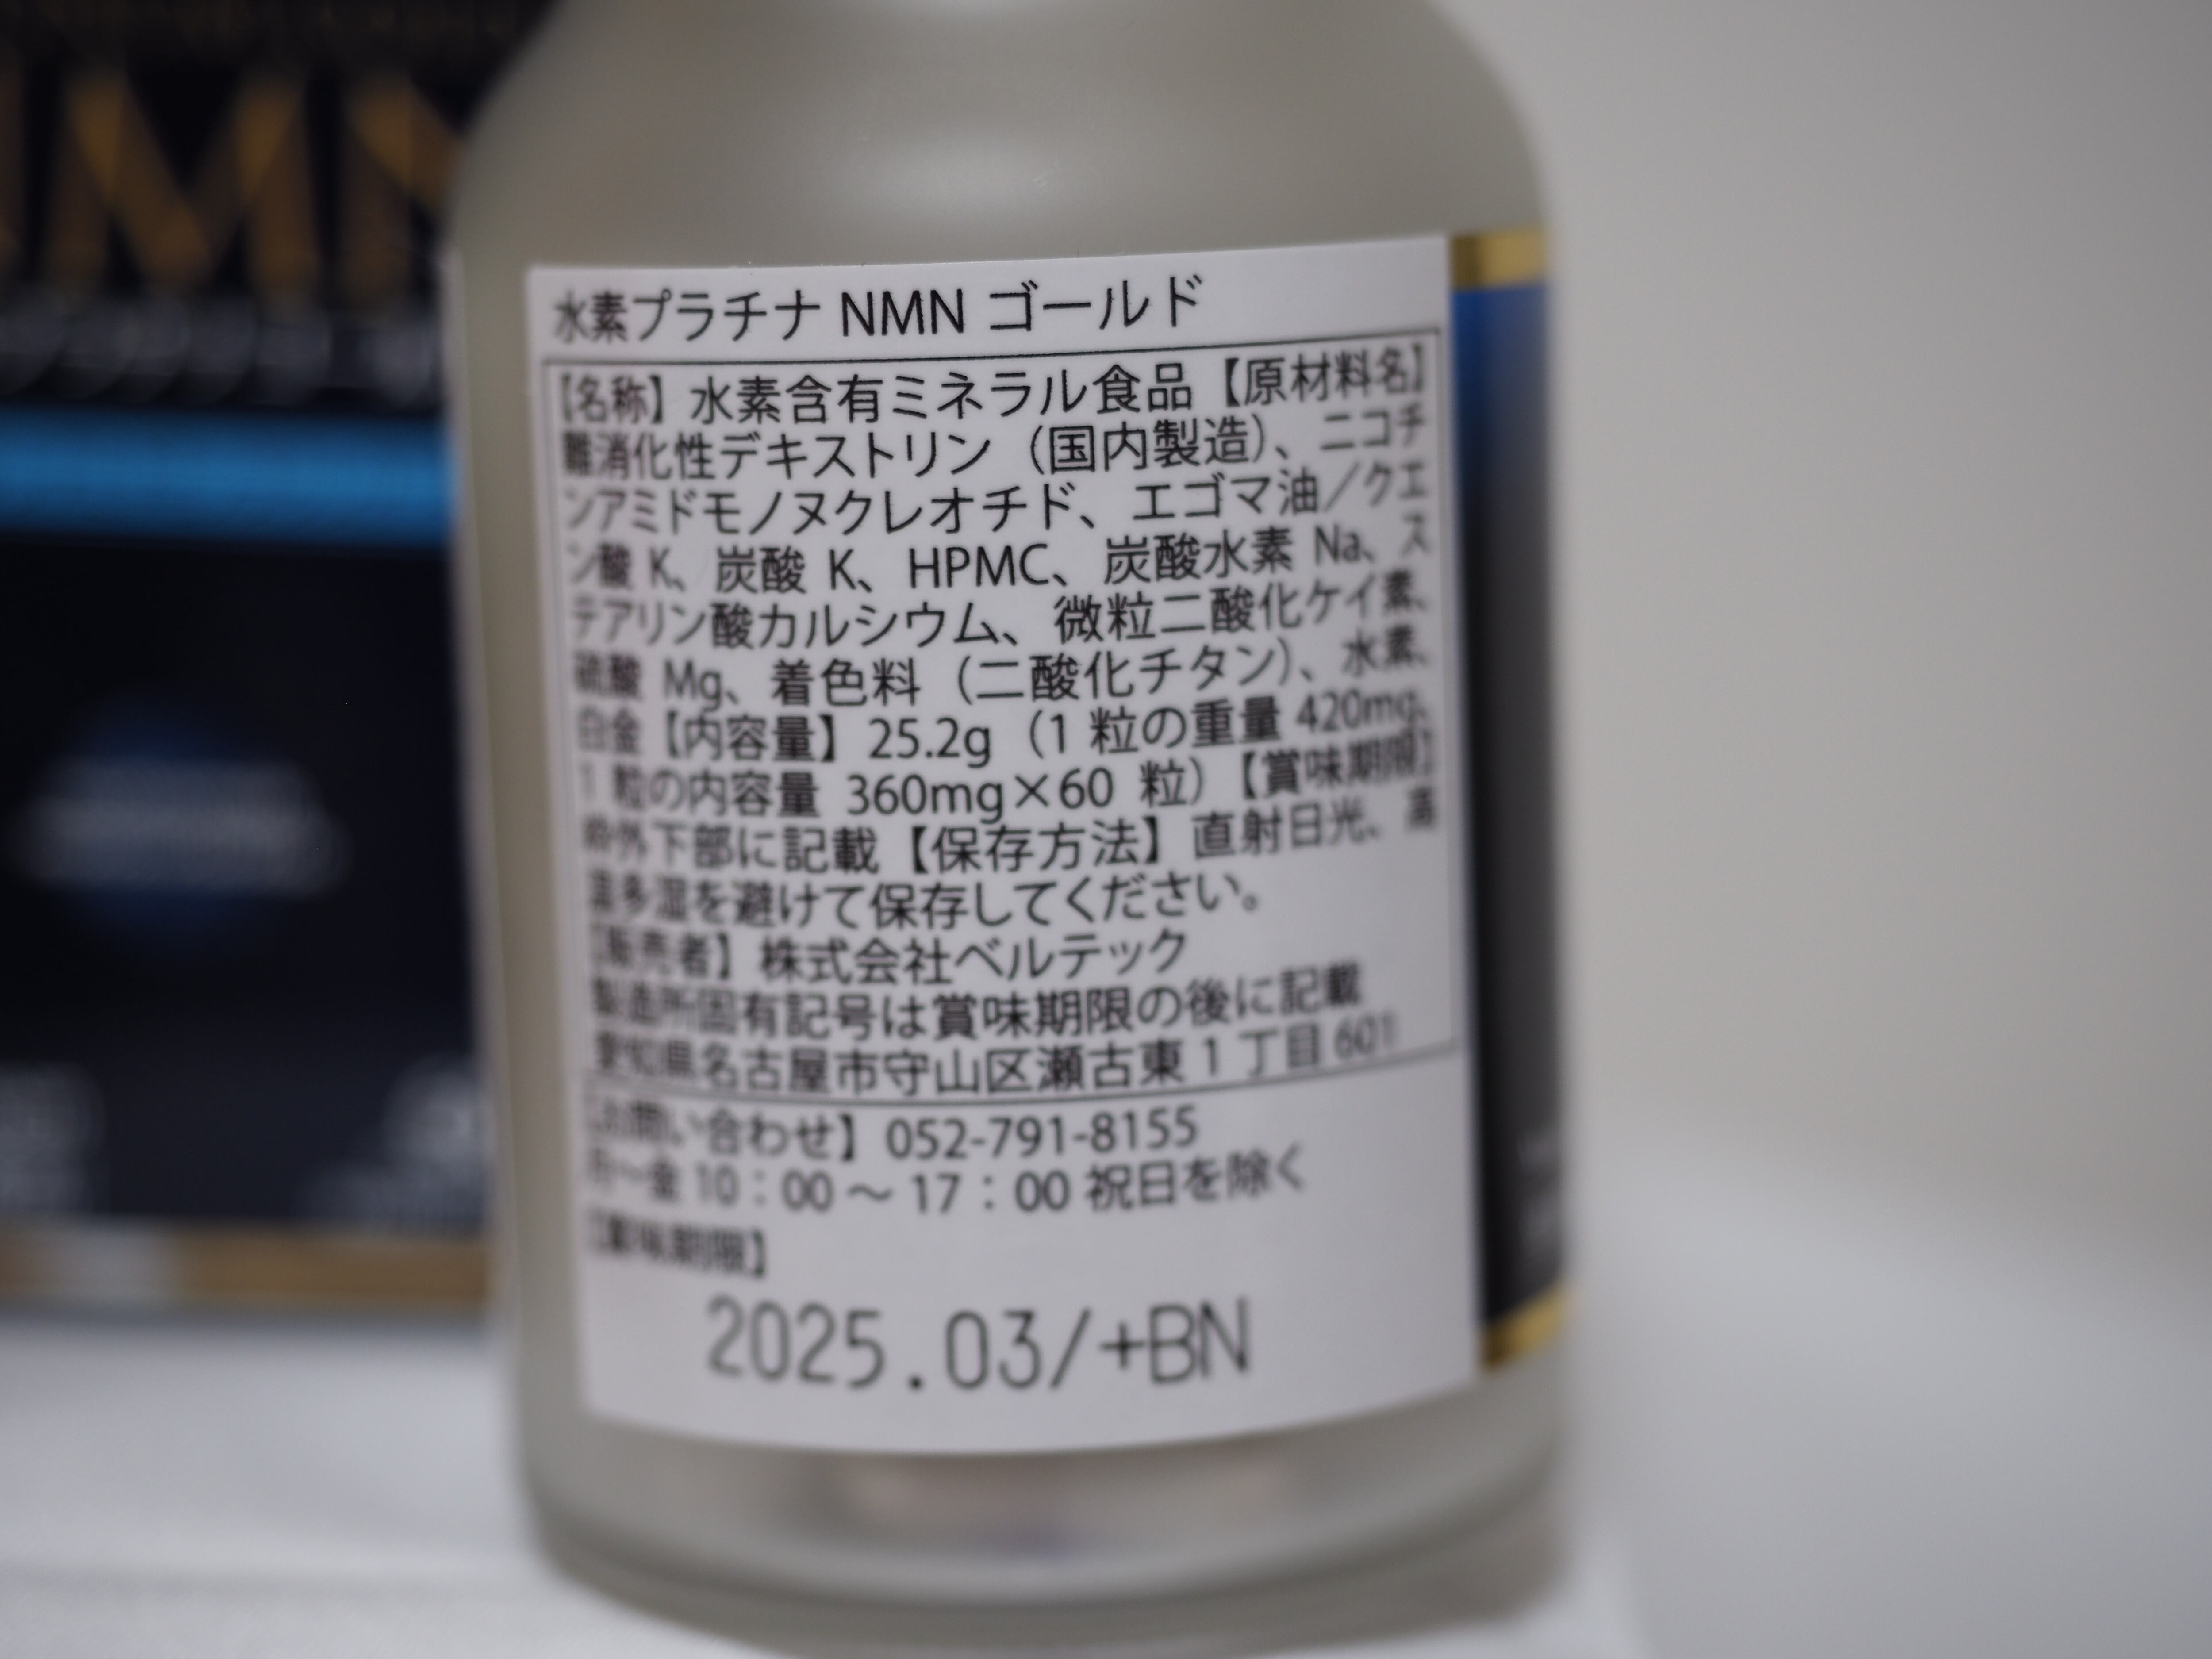 水素プラチナ NMN ゴールド
【名称】水素含有ミネラル食品【原材料名】
難消化性デキストリン（国内製造）、ニコチ
ンアミドモノヌクレオチド、エゴマ油／クエ
ン酸 K、炭酸 K、HPMC、炭酸水素 Na、ス
テアリン酸カルシウム、微粒二酸化ケイ素、
硫酸 Mg、着色料（二酸化チタン）、水素、
白金【内容量】25.2g（1 粒の重量 420mg、
1 粒の内容量 360mg×60 粒）【賞味期限】
枠外下部に記載【保存方法】直射日光、高
温多湿を避けて保存してください。
【販売者】株式会社ベルテック
製造所固有記号は賞味期限の後に記載
愛知県名古屋市守山区瀬古東 1 丁目 601
【お問い合わせ】052-791-8155
月～金 10：00 ～ 17：00 祝日を除く
【賞味期限】
2025.03/+BN